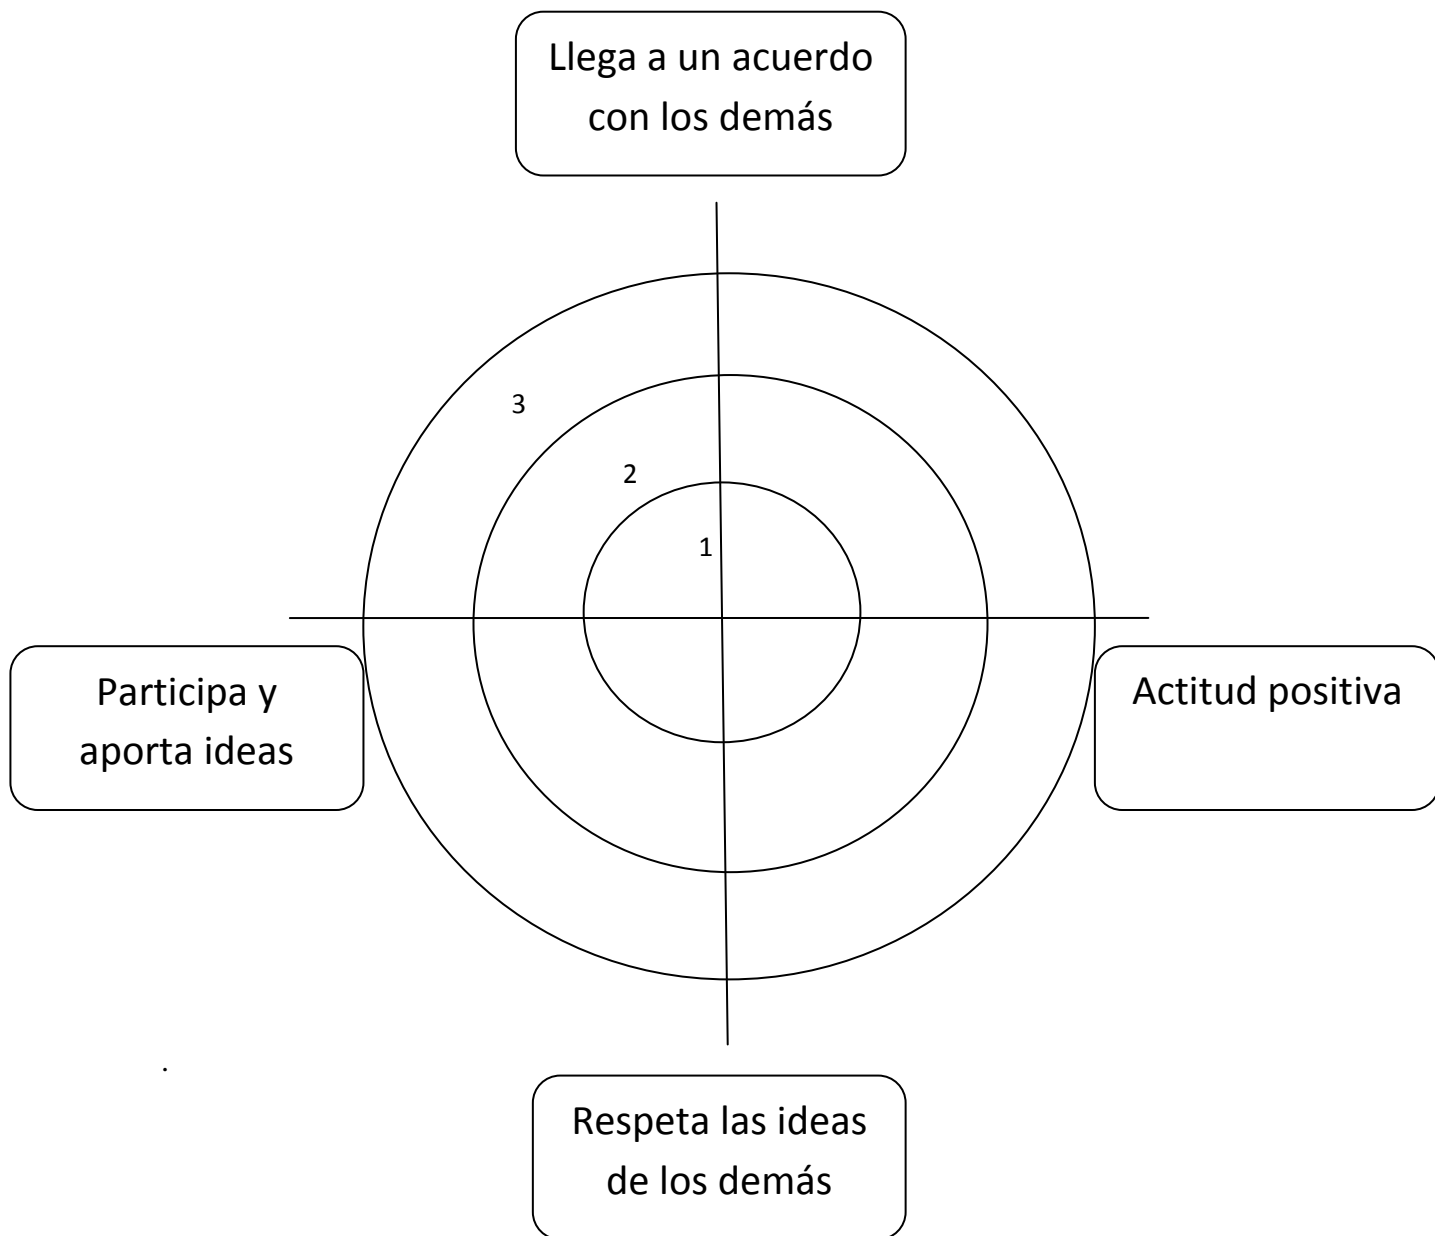 Llega a un acuerdo
con los demás
3
2
1
Participa y
aporta ideas
Actitud positiva
.
Respeta las ideas
de los demás